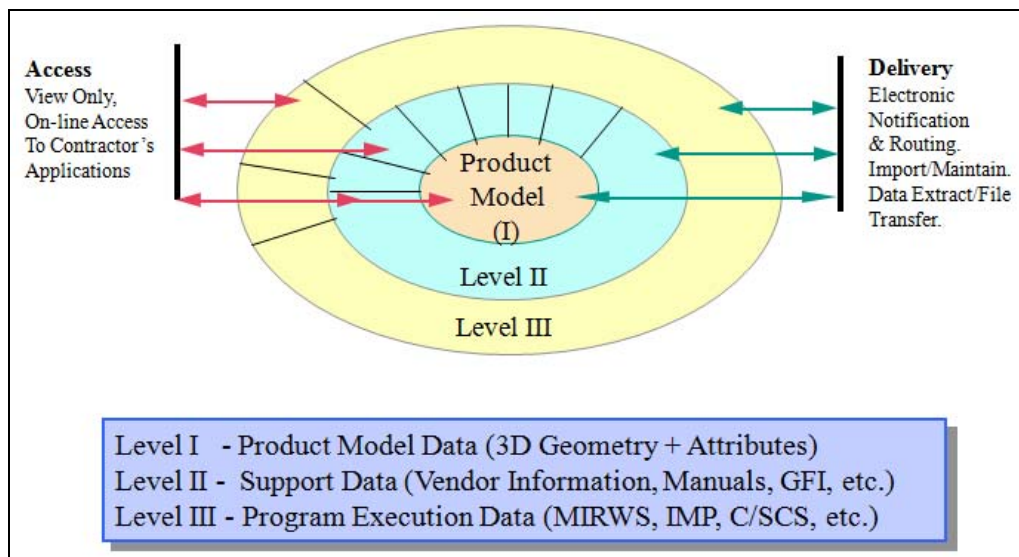 Access
View Only,
On-line Access
To Contractor's
Applications
Product
Model
(I)
Level II
Level III
Delivery
Electronic
Notification
& Routing.
Import/Maintain.
Data Extract/File
Transfer.
Level I - Product Model Data (3D Geometry + Attributes)
Level II - Support Data (Vendor Information, Manuals, GFI, etc.)
Level III - Program Execution Data (MIRWS, IMP, C/SCS, etc.)